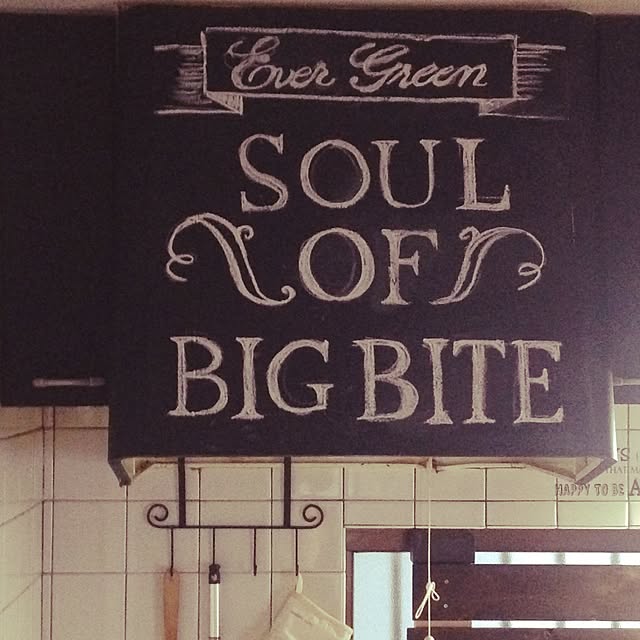 Ever Green
SOUL
OF
BIG BITE
HAPPY TO BE